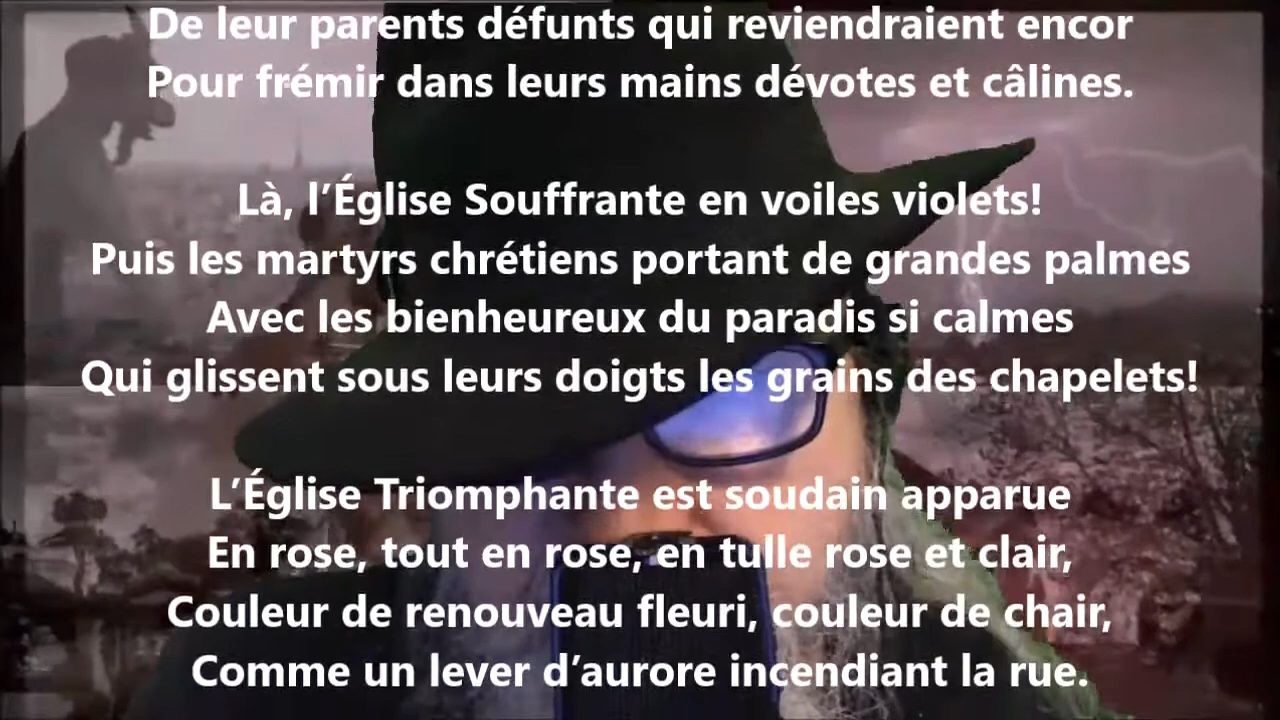 De leur parents défunts qui reviendraient encor
Pour frémir dans leurs mains dévotes et câlines.
Là, l’Église Souffrante en voiles violets!
Puis les martyrs chrétiens portant de grandes palmes
Avec les bienheureux du paradis si calmes
Qui glissent sous leurs doigts les grains des chapelets!
L’Église Triomphante est soudain apparue
En rose, tout en rose, en tulle rose et clair,
Couleur de renouveau fleuri, couleur de chair,
Comme un lever d’aurore incendiant la rue.